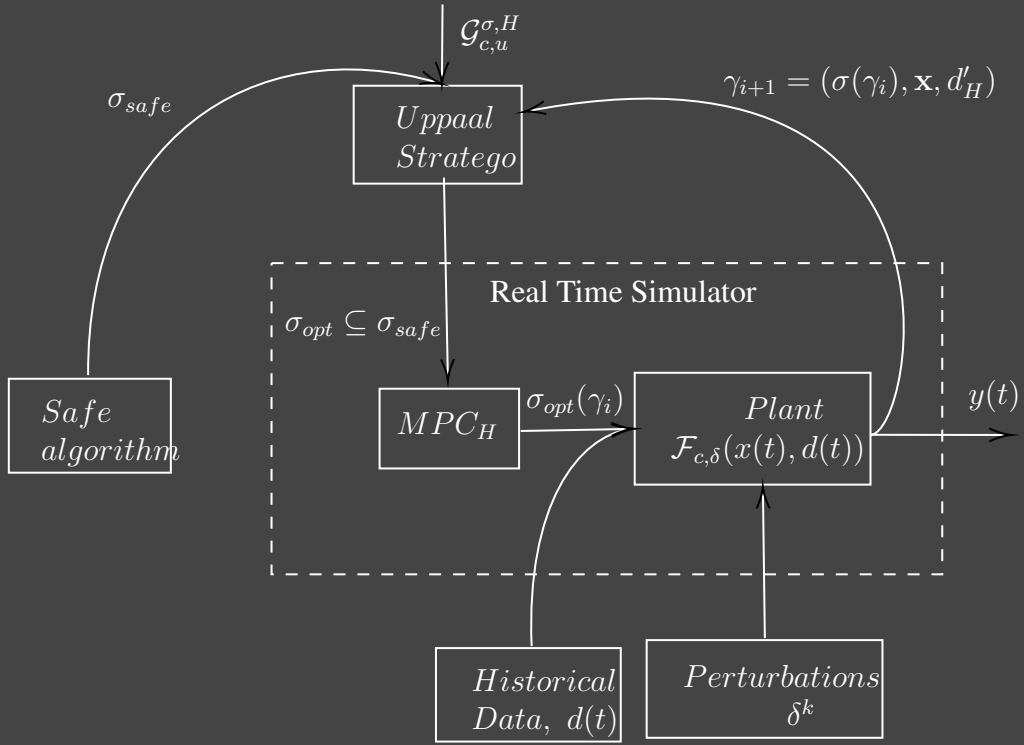 𝒢_{c,u}^{σ,H}
γ_{i+1} = (σ(γ_i), 𝐱, d′_H)
σ_{safe}
Uppaal
Stratego
Real Time Simulator
σ_{opt} ⊆ σ_{safe}
Safe
algorithm
MPC_H
σ_{opt}(γ_i)
Plant
ℱ_{c,δ}(x(t), d(t))
y(t)
Historical
Data, d(t)
Perturbations
δ^k